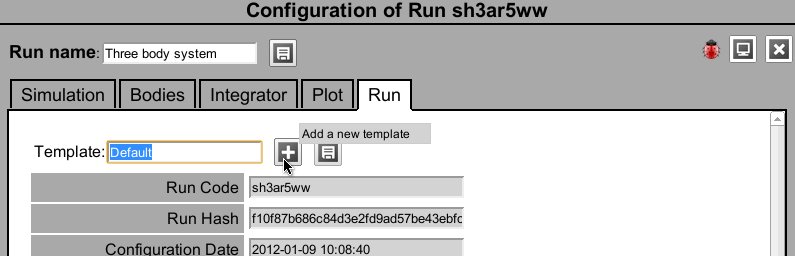 Configuration of Run sh3ar5ww
Run name: Three body system
Simulation Bodies Integrator Plot Run
Add a new template
Template: Default
Run Code sh3ar5ww
Run Hash f10f87b686c84d3e2fd9ad57be43ebfc
Configuration Date 2012-01-09 10:08:40